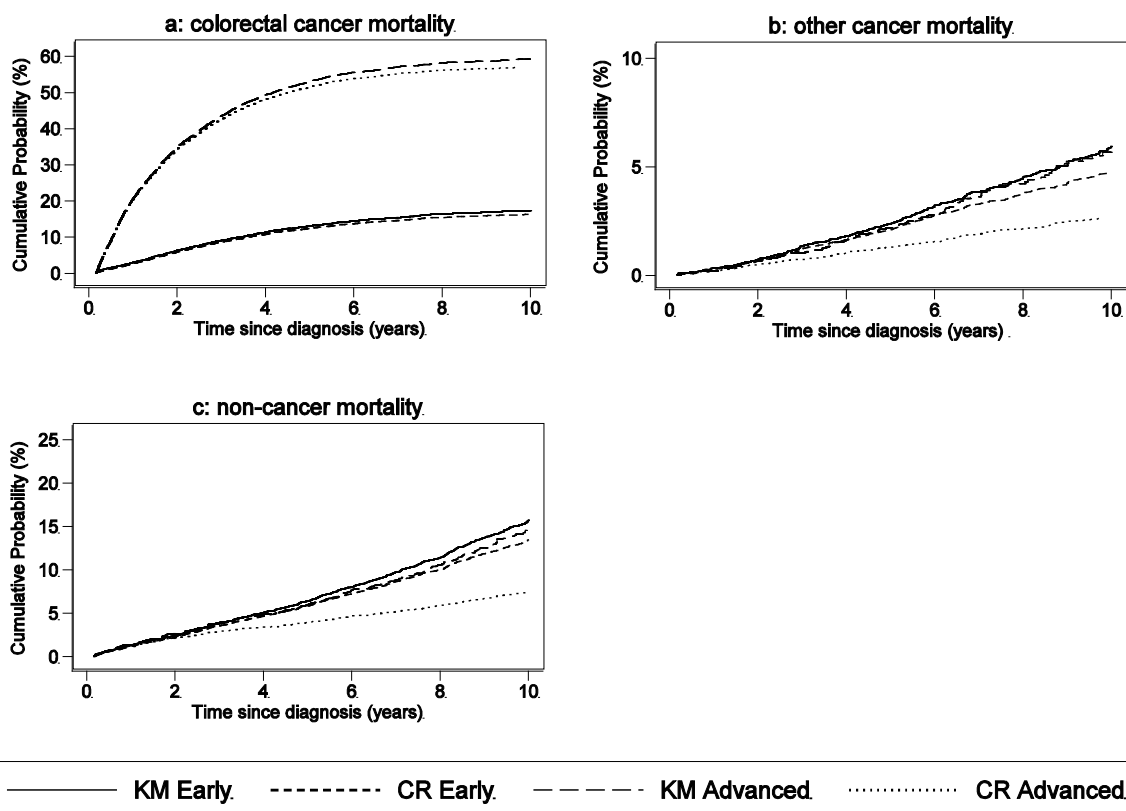 a: colorectal cancer mortality.
Cumulative Probability (%)
60.
50.
40.
30.
20.
10.
0.
0. 2. 4. 6. 8. 10.
Time since diagnosis (years).
b: other cancer mortality.
Cumulative Probability (%)
10.
5.
0.
0. 2. 4. 6. 8. 10.
Time since diagnosis (years) .
c: non-cancer mortality.
Cumulative Probability (%)
25.
20.
15.
10.
5.
0.
0. 2. 4. 6. 8. 10.
Time since diagnosis (years).
KM Early. CR Early. KM Advanced. CR Advanced.